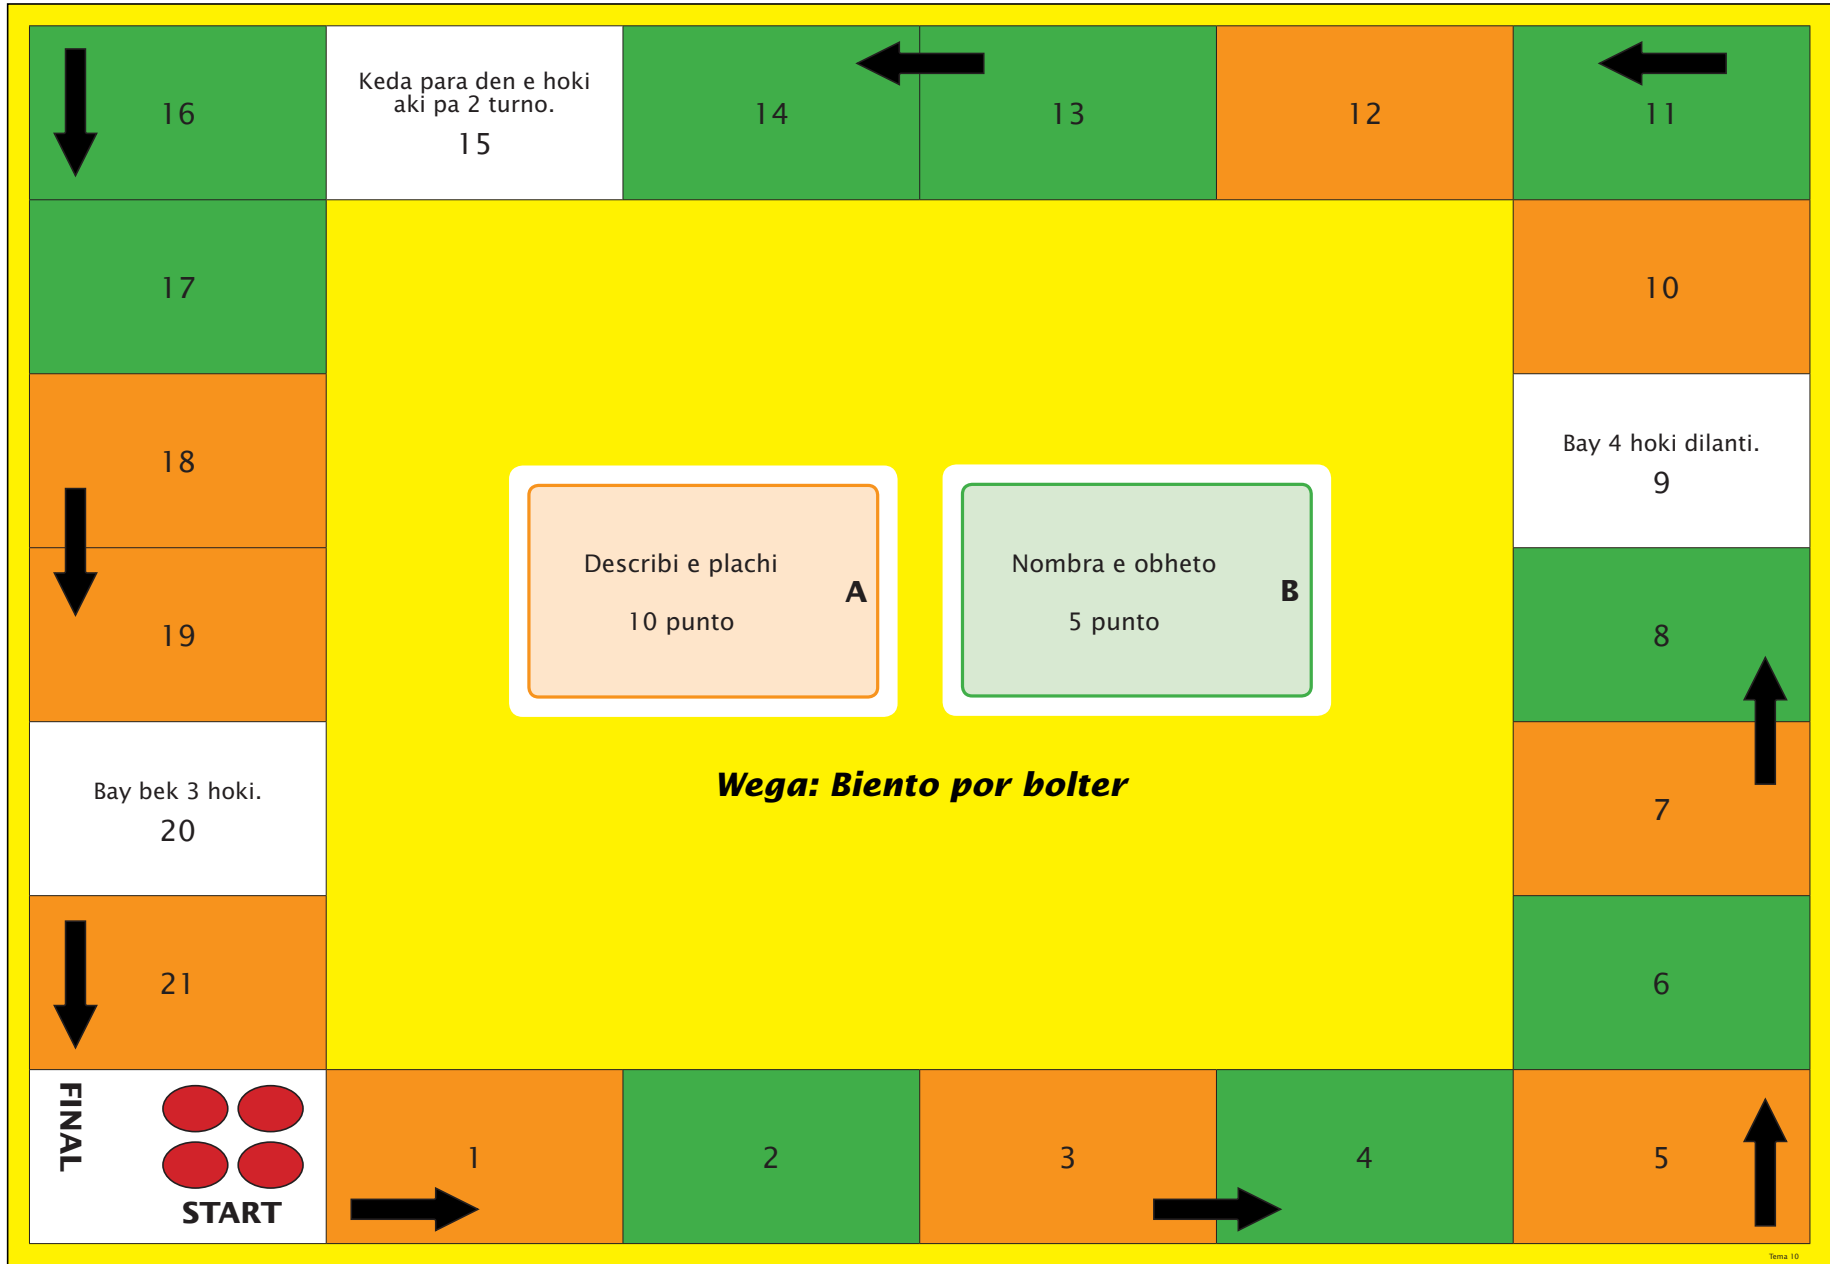 16
Keda para den e hoki
aki pa 2 turno.
15
14
13
12
11
17
10
18
Bay 4 hoki dilanti.
9
Describi e plachi
10 punto
A
Nombra e obheto
5 punto
B
19
8
Bay bek 3 hoki.
20
Wega: Biento por bolter
7
21
6
FINAL
START
1
2
3
4
5
Tema 10